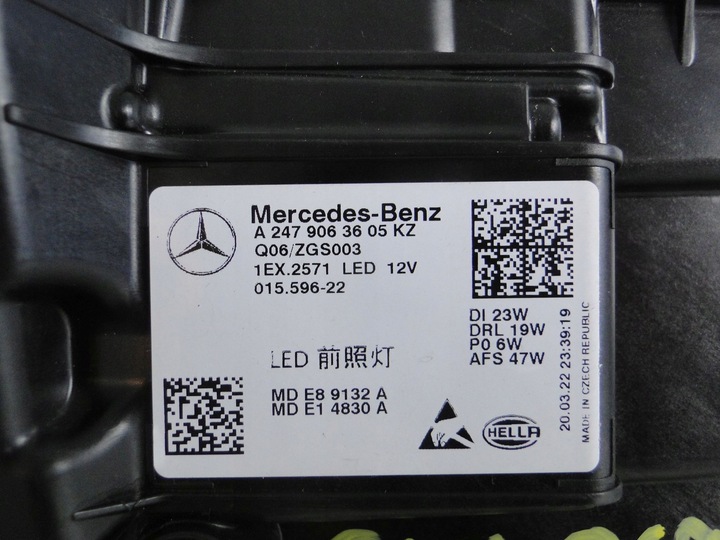 Mercedes-Benz
A 247 906 36 05 KZ
Q06/ZGS003
1EX.2571 LED 12V
015.596-22
DI 23W
DRL 19W
PO 6W
AFS 47W
20.03.22 23:39:19
MADE IN CZECH REPUBLIC
LED 前照灯
MD E8 9132 A
MD E1 4830 A
HELLA